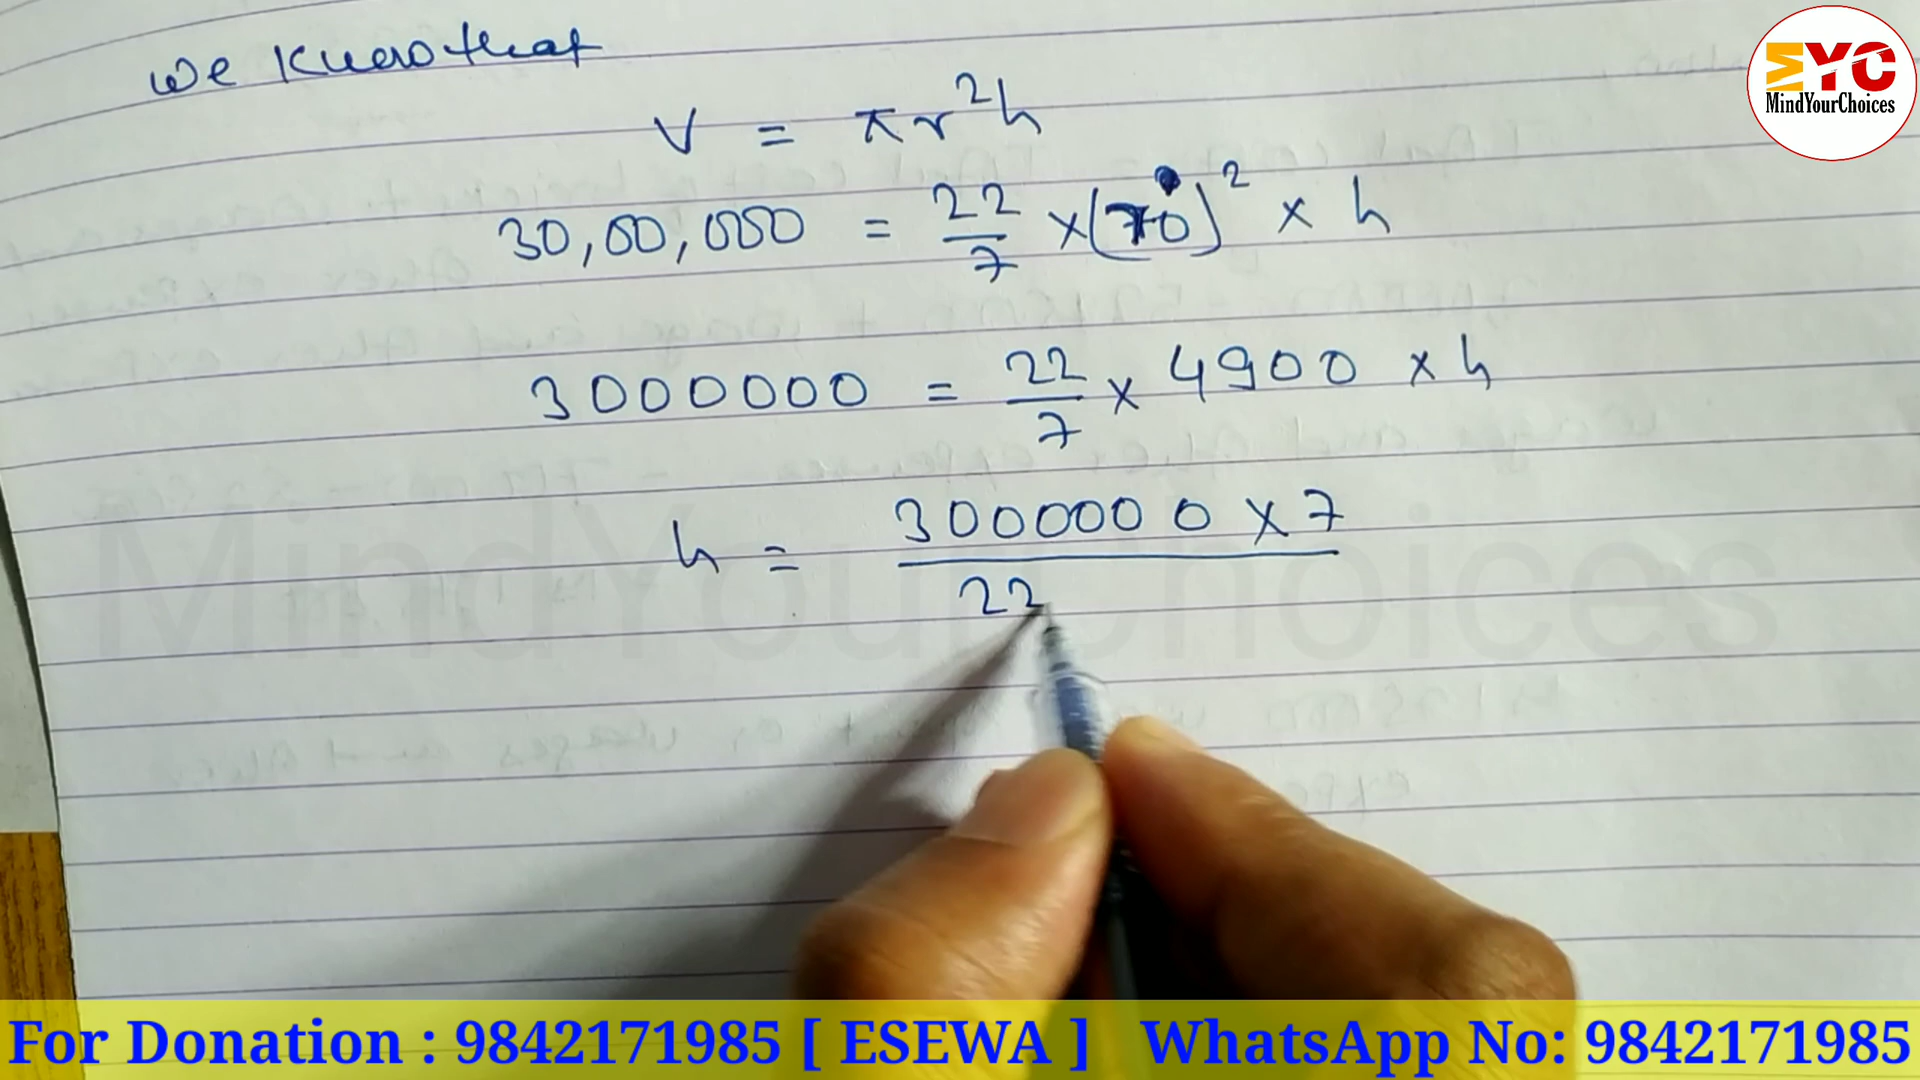 MYC
MindYourChoices
We Know that
V = πr²h
30,00,000 = 22/7 × (70)² × h
3000000 = 22/7 × 4900 × h
h = 3000000 × 7 / 22
MindYourChoices
For Donation : 9842171985 [ ESEWA ] WhatsApp No: 9842171985